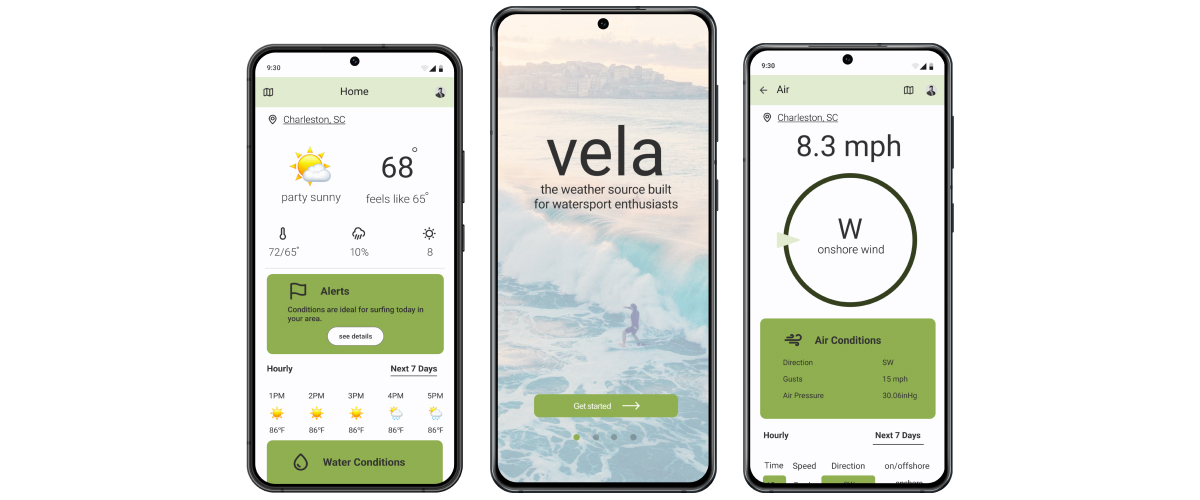 9:30
Home
Charleston, SC
68°
party sunny
feels like 65°
72/65°
10%
8
Alerts
Conditions are ideal for surfing today in
your area.
see details
Hourly
Next 7 Days
1PM 2PM 3PM 4PM 5PM
86°F 86°F 86°F 86°F 86°F
Water Conditions
vela
the weather source built
for watersport enthusiasts
Get started
9:30
Air
Charleston, SC
8.3 mph
W
onshore wind
Air Conditions
Direction SW
Gusts 15 mph
Air Pressure 30.06inHg
Hourly
Next 7 Days
Time Speed Direction on/offshore